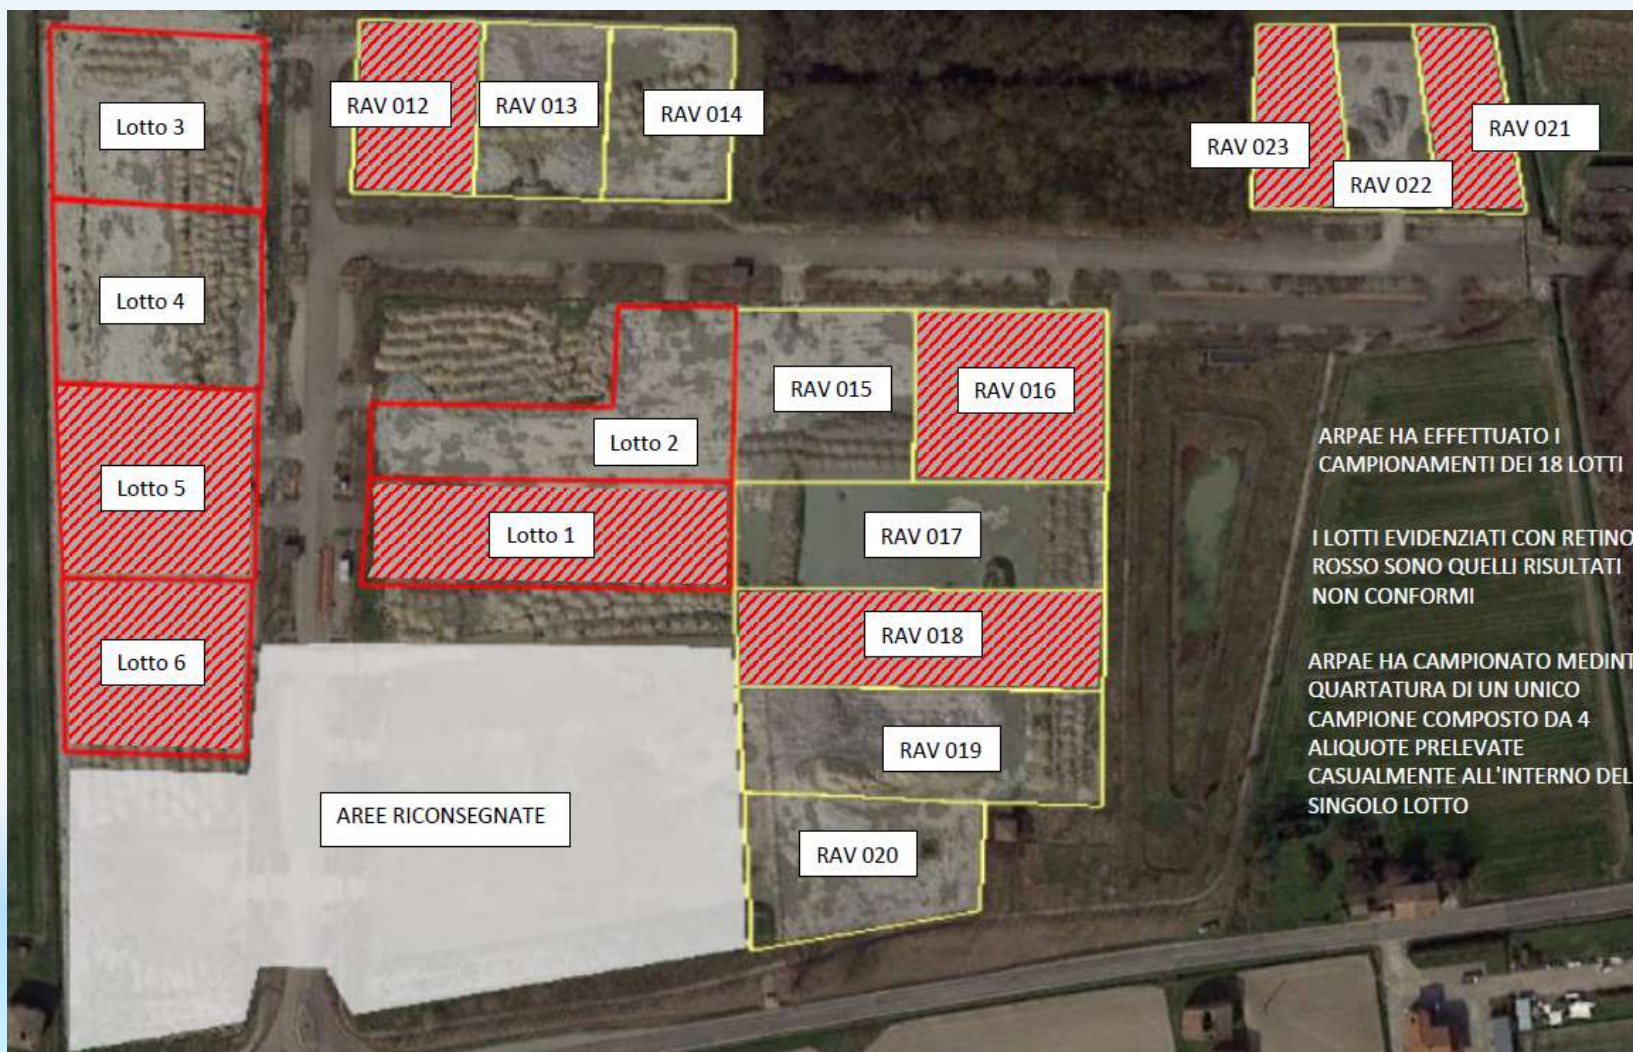 Lotto 3
RAV 012
RAV 013
RAV 014
RAV 023
RAV 022
RAV 021
Lotto 4
Lotto 2
RAV 015
RAV 016
Lotto 5
Lotto 1
RAV 017
Lotto 6
RAV 018
RAV 019
AREE RICONSEGNATE
RAV 020
ARPAE HA EFFETTUATO I
CAMPIONAMENTI DEI 18 LOTTI
I LOTTI EVIDENZIATI CON RETINO
ROSSO SONO QUELLI RISULTATI
NON CONFORMI
ARPAE HA CAMPIONATO MEDINT
QUARTATURA DI UN UNICO
CAMPIONE COMPOSTO DA 4
ALIQUOTE PRELEVATE
CASUALMENTE ALL'INTERNO DEL
SINGOLO LOTTO